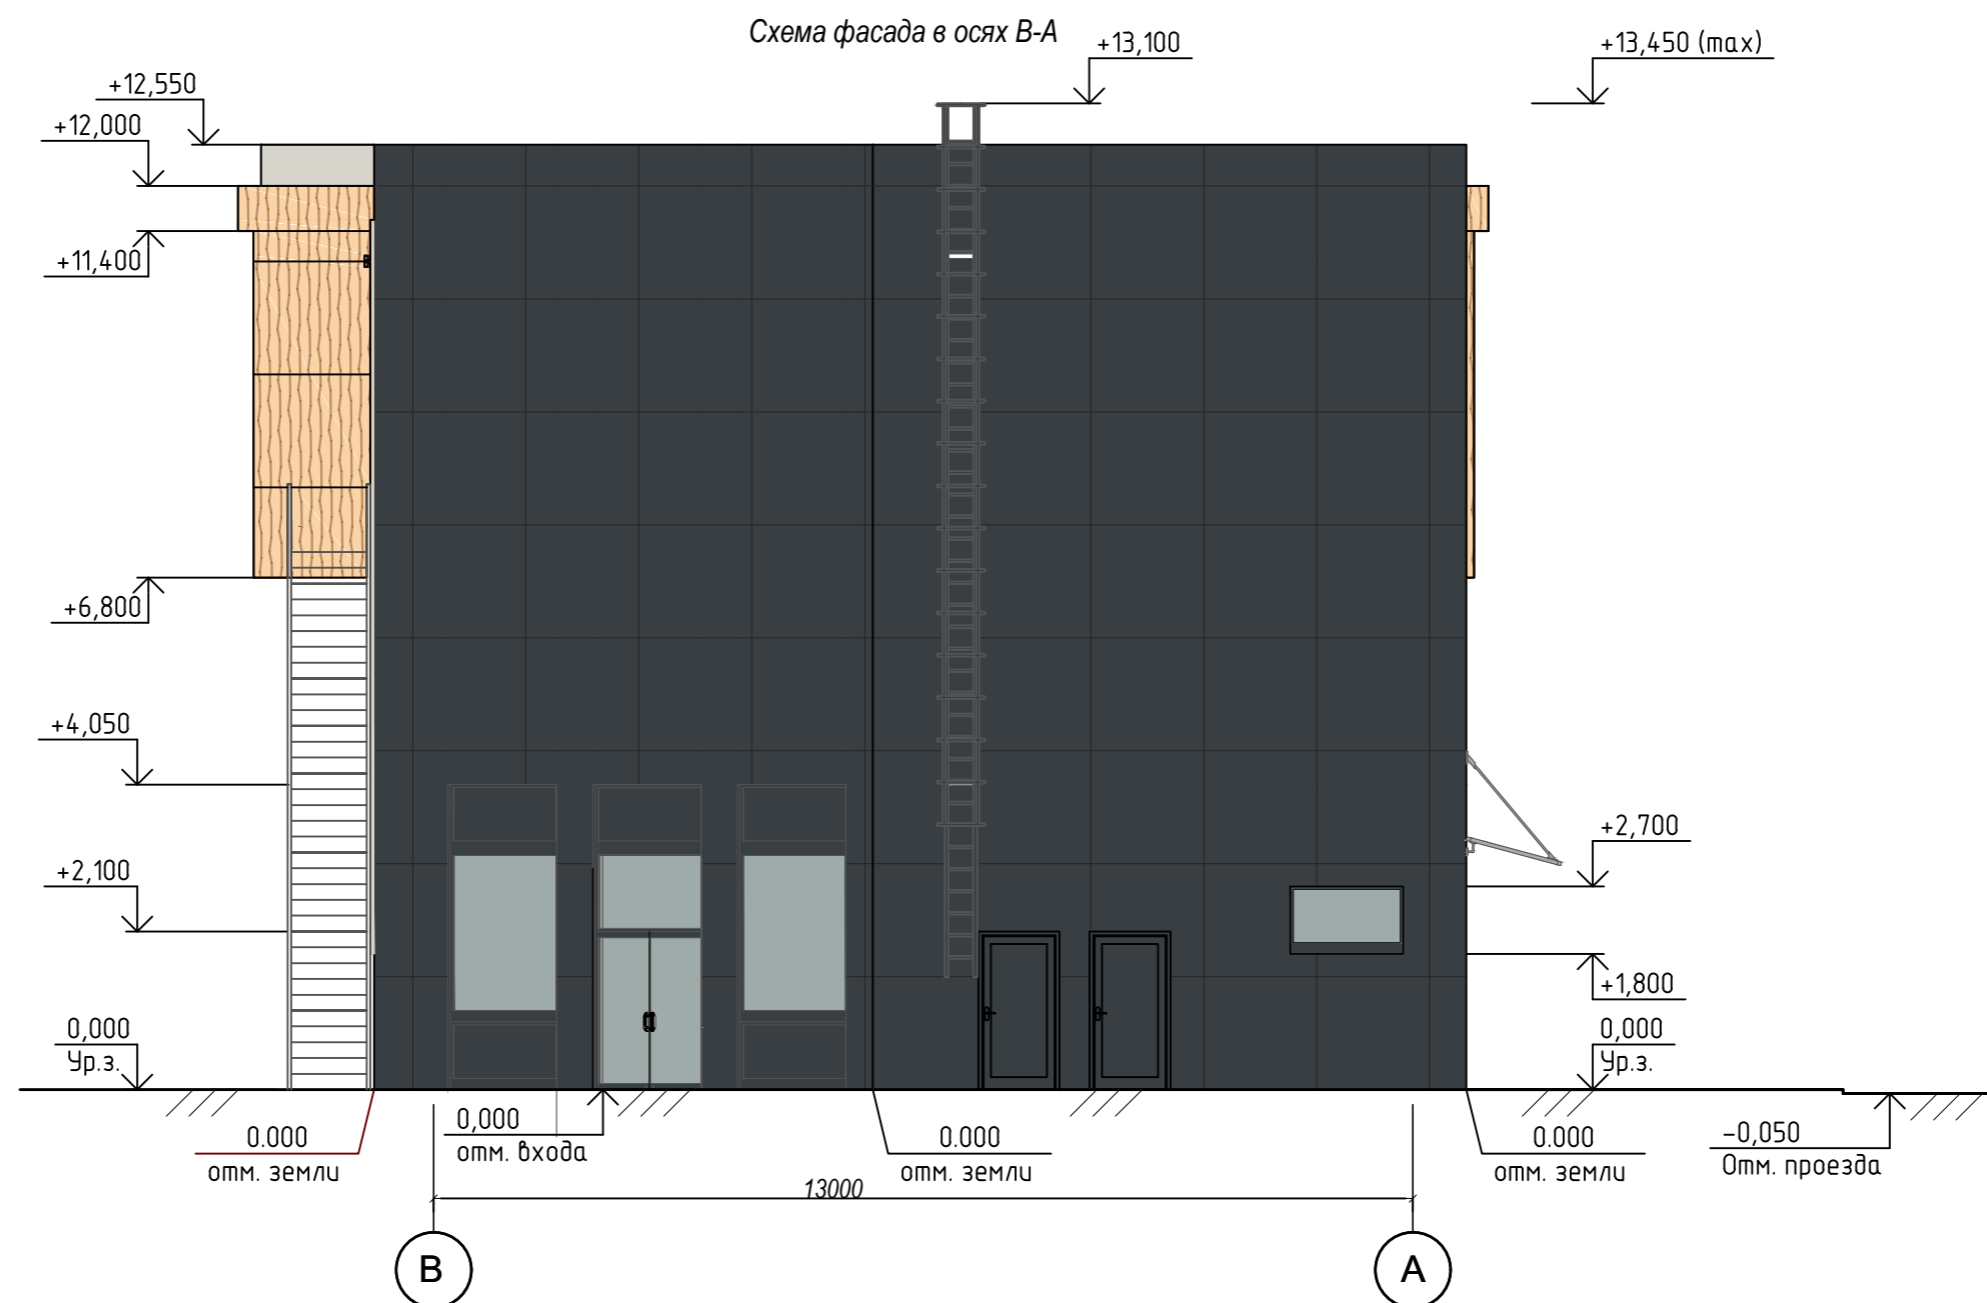 Схема фасада в осях В-А
+13,100
+13,450 (max)
+12,550
+12,000
+11,400
+6,800
+4,050
+2,700
+2,100
+1,800
0,000
Ур.з.
0,000
Ур.з.
0,000
отм. входа
0.000
отм. земли
0.000
отм. земли
0.000
отм. земли
-0,050
Отм. проезда
13000
В
А